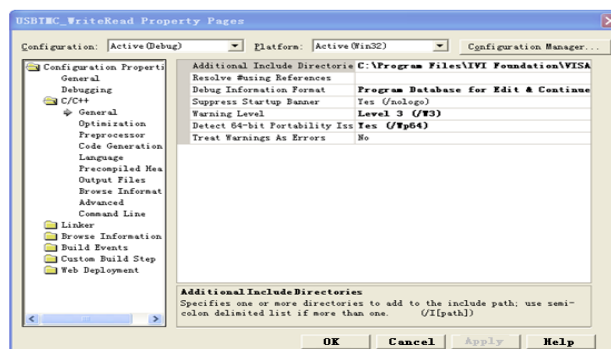 USBTMC_WriteRead Property Pages
Configuration: Active(Debug) Platform: Active(Win32) Configuration Manager...
Configuration Properti
General
Debugging
C/C++
General
Optimization
Preprocessor
Code Generation
Language
Precompiled Hea
Output Files
Browse Informat
Advanced
Command Line
Linker
Browse Information
Build Events
Custom Build Step
Web Deployment
Additional Include Directorie C:\Program Files\IVI Foundation\VISA
Resolve #using References
Debug Information Format Program Database for Edit & Continue
Suppress Startup Banner Yes (/nologo)
Warning Level Level 3 (/W3)
Detect 64-bit Portability Iss Yes (/Wp64)
Treat Warnings As Errors No
Additional Include Directories
Specifies one or more directories to add to the include path; use semi-
colon delimited list if more than one. (/I[path])
OK Cancel Apply Help